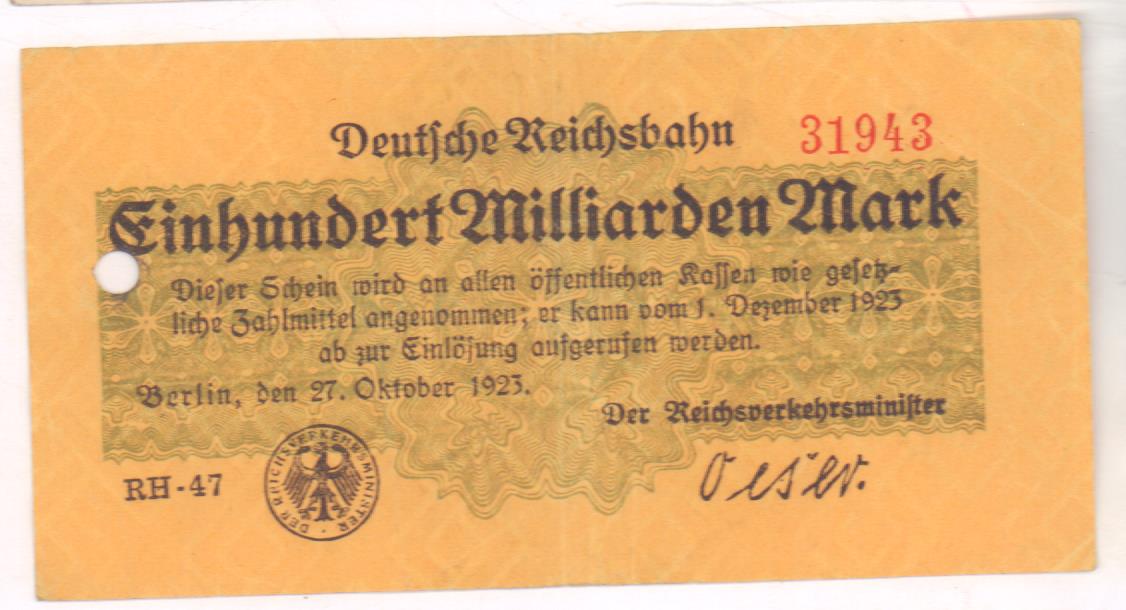 Deutsche Reichsbahn 31943
Einhundert Milliarden Mark
Dieser Schein wird an allen öffentlichen Kassen wie gesetz-
liche Zahlmittel angenommen; er kann vom 1. Dezember 1923
ab zur Einlösung aufgerufen werden.
Berlin, den 27. Oktober 1923.
Der Reichsverkehrsminister
RH-47
DER REICHSVERKEHRSMINISTER
Oeser.